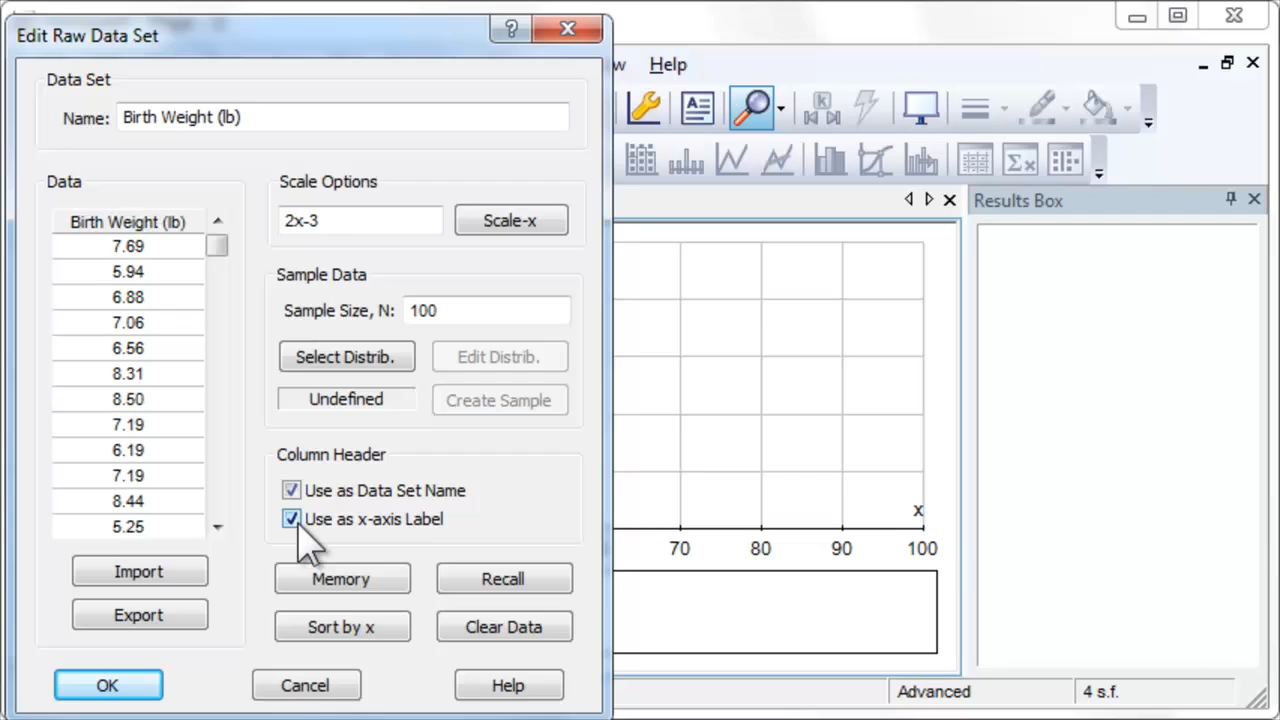 Edit Raw Data Set
?
w Help
Data Set
Name: Birth Weight (lb)
Data
Birth Weight (lb)
7.69
5.94
6.88
7.06
6.56
8.31
8.50
7.19
6.19
7.19
8.44
5.25
Import
Export
Scale Options
2x-3
Scale-x
Sample Data
Sample Size, N: 100
Select Distrib.
Edit Distrib.
Undefined
Create Sample
Column Header
Use as Data Set Name
Use as x-axis Label
Memory
Recall
Sort by x
Clear Data
OK
Cancel
Help
A
K
Σx
Results Box
x
70 80 90 100
Advanced
4 s.f.